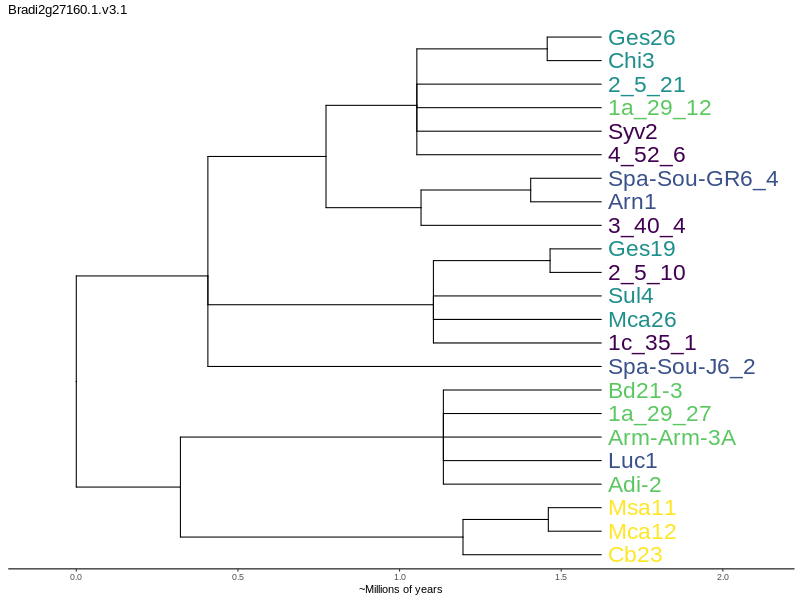 Bradi2g27160.1.v3.1
Ges26
Chi3
2_5_21
1a_29_12
Syv2
4_52_6
Spa-Sou-GR6_4
Arn1
3_40_4
Ges19
2_5_10
Sul4
Mca26
1c_35_1
Spa-Sou-J6_2
Bd21-3
1a_29_27
Arm-Arm-3A
Luc1
Adi-2
Msa11
Mca12
Cb23
0.0 0.5 1.0 1.5 2.0
~Millions of years